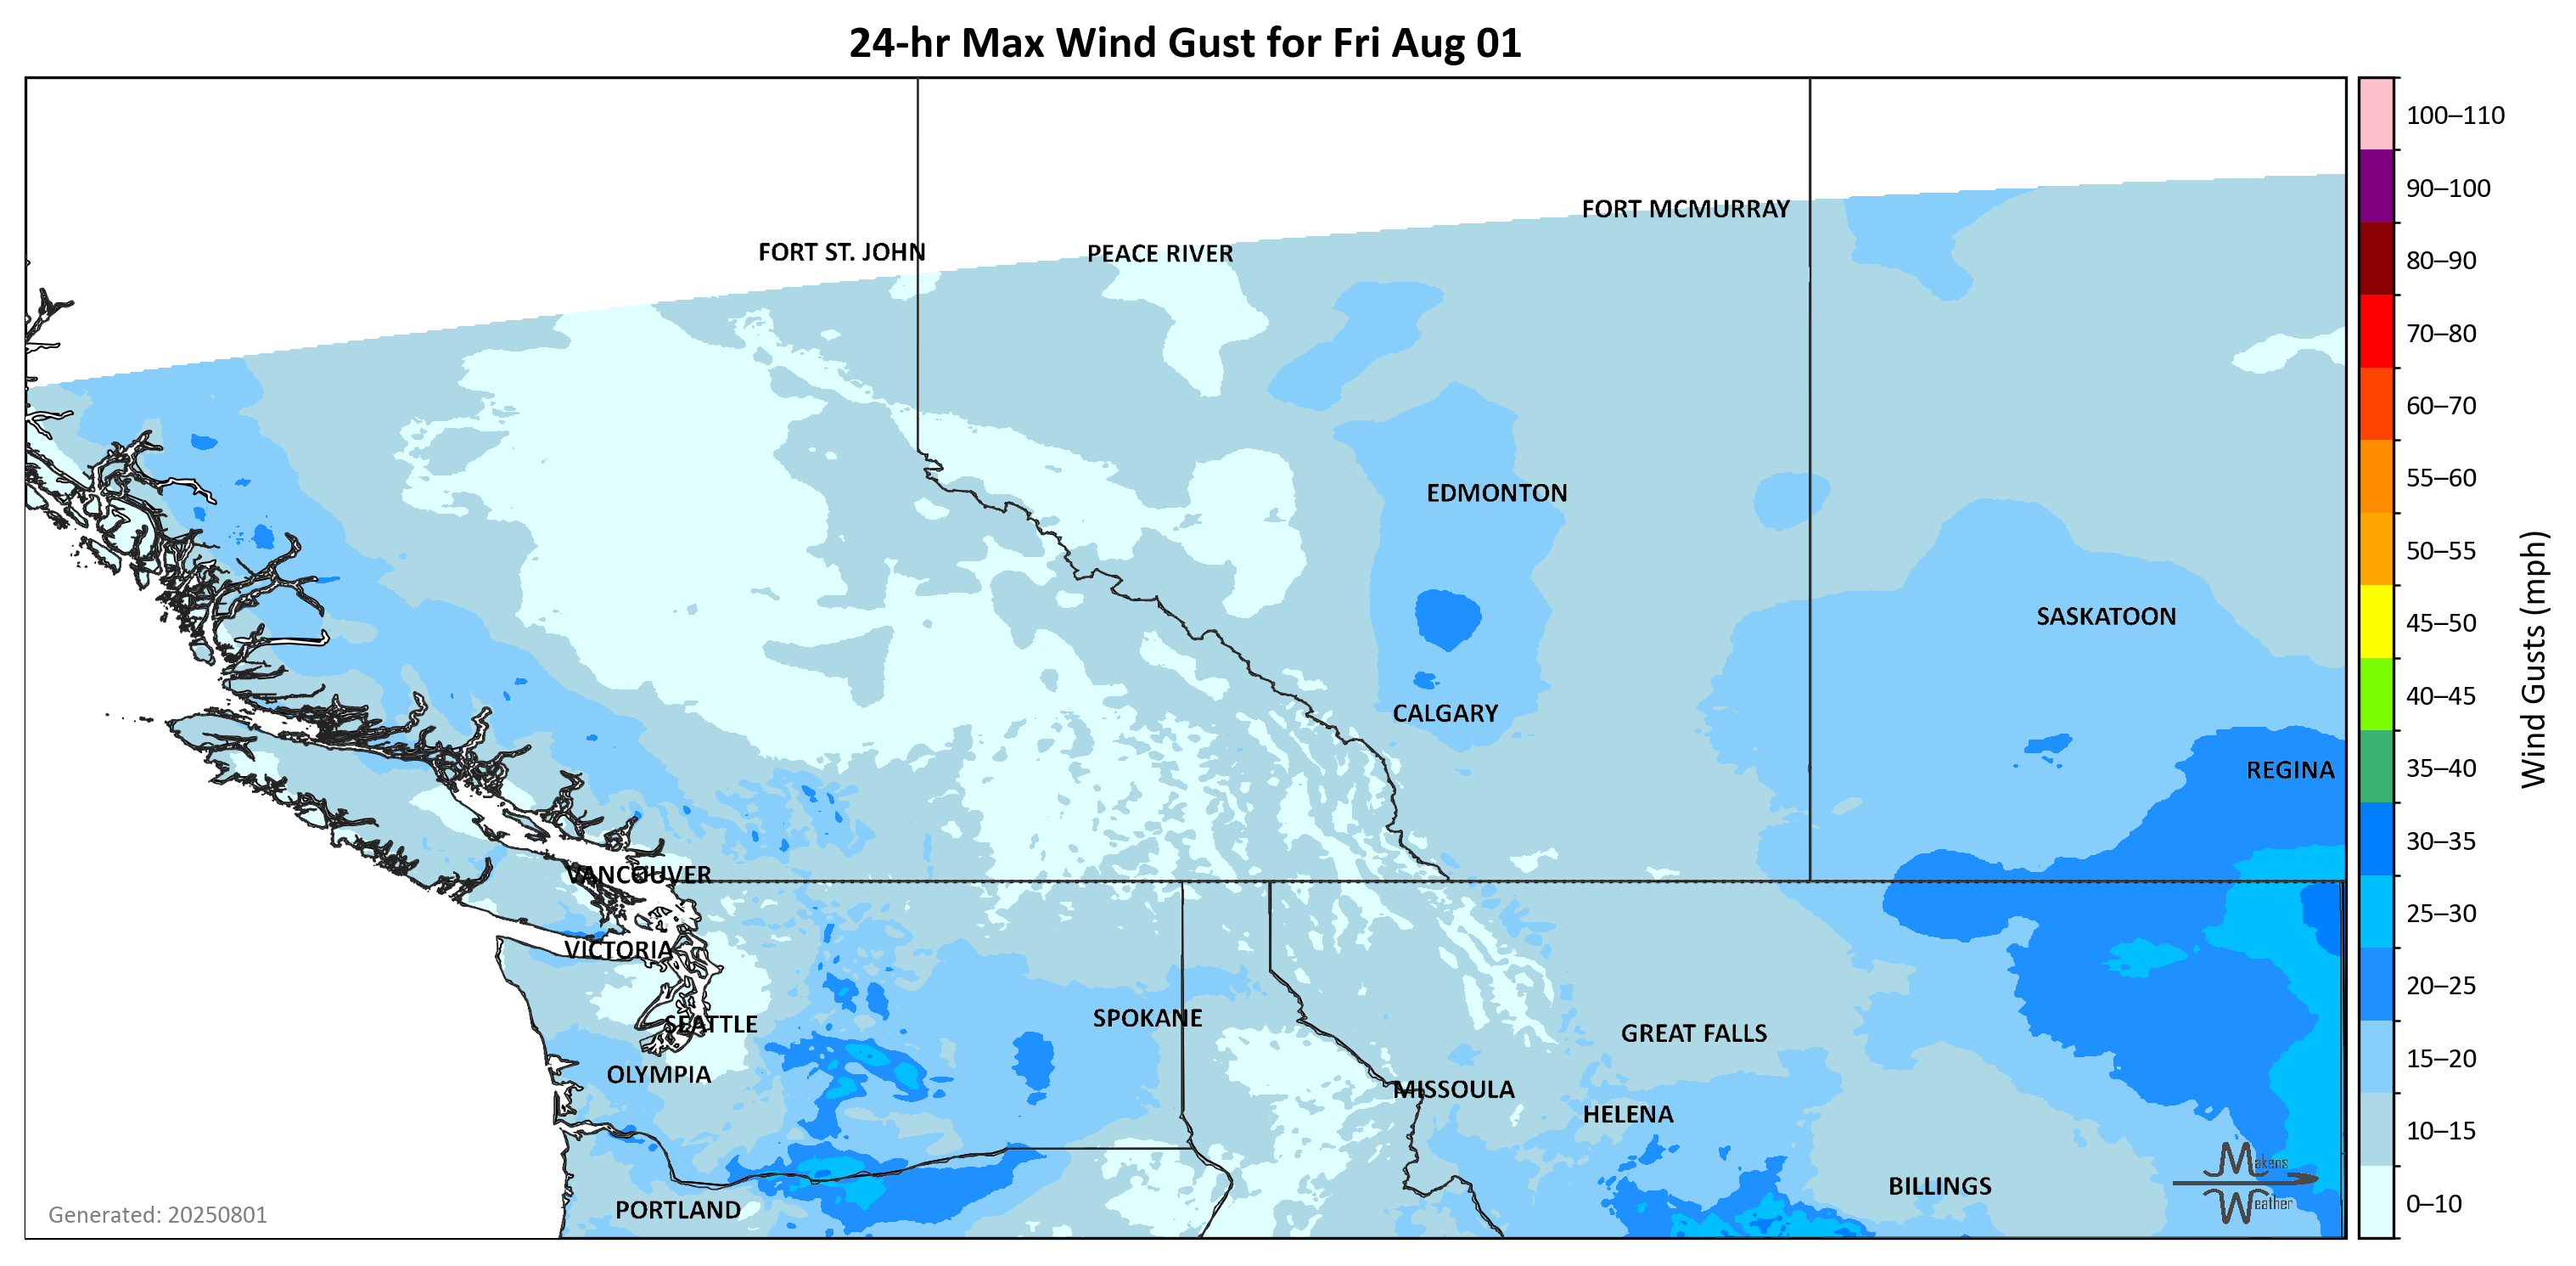 24-hr Max Wind Gust for Fri Aug 01
100–110
90–100
80–90
70–80
60–70
55–60
50–55
45–50
40–45
35–40
30–35
25–30
20–25
15–20
10–15
0–10
Wind Gusts (mph)
FORT MCMURRAY
FORT ST. JOHN
PEACE RIVER
EDMONTON
SASKATOON
CALGARY
REGINA
VANCOUVER
VICTORIA
SPOKANE
SEATTLE
GREAT FALLS
OLYMPIA
MISSOULA
HELENA
BILLINGS
PORTLAND
Makens
Weather
Generated: 20250801